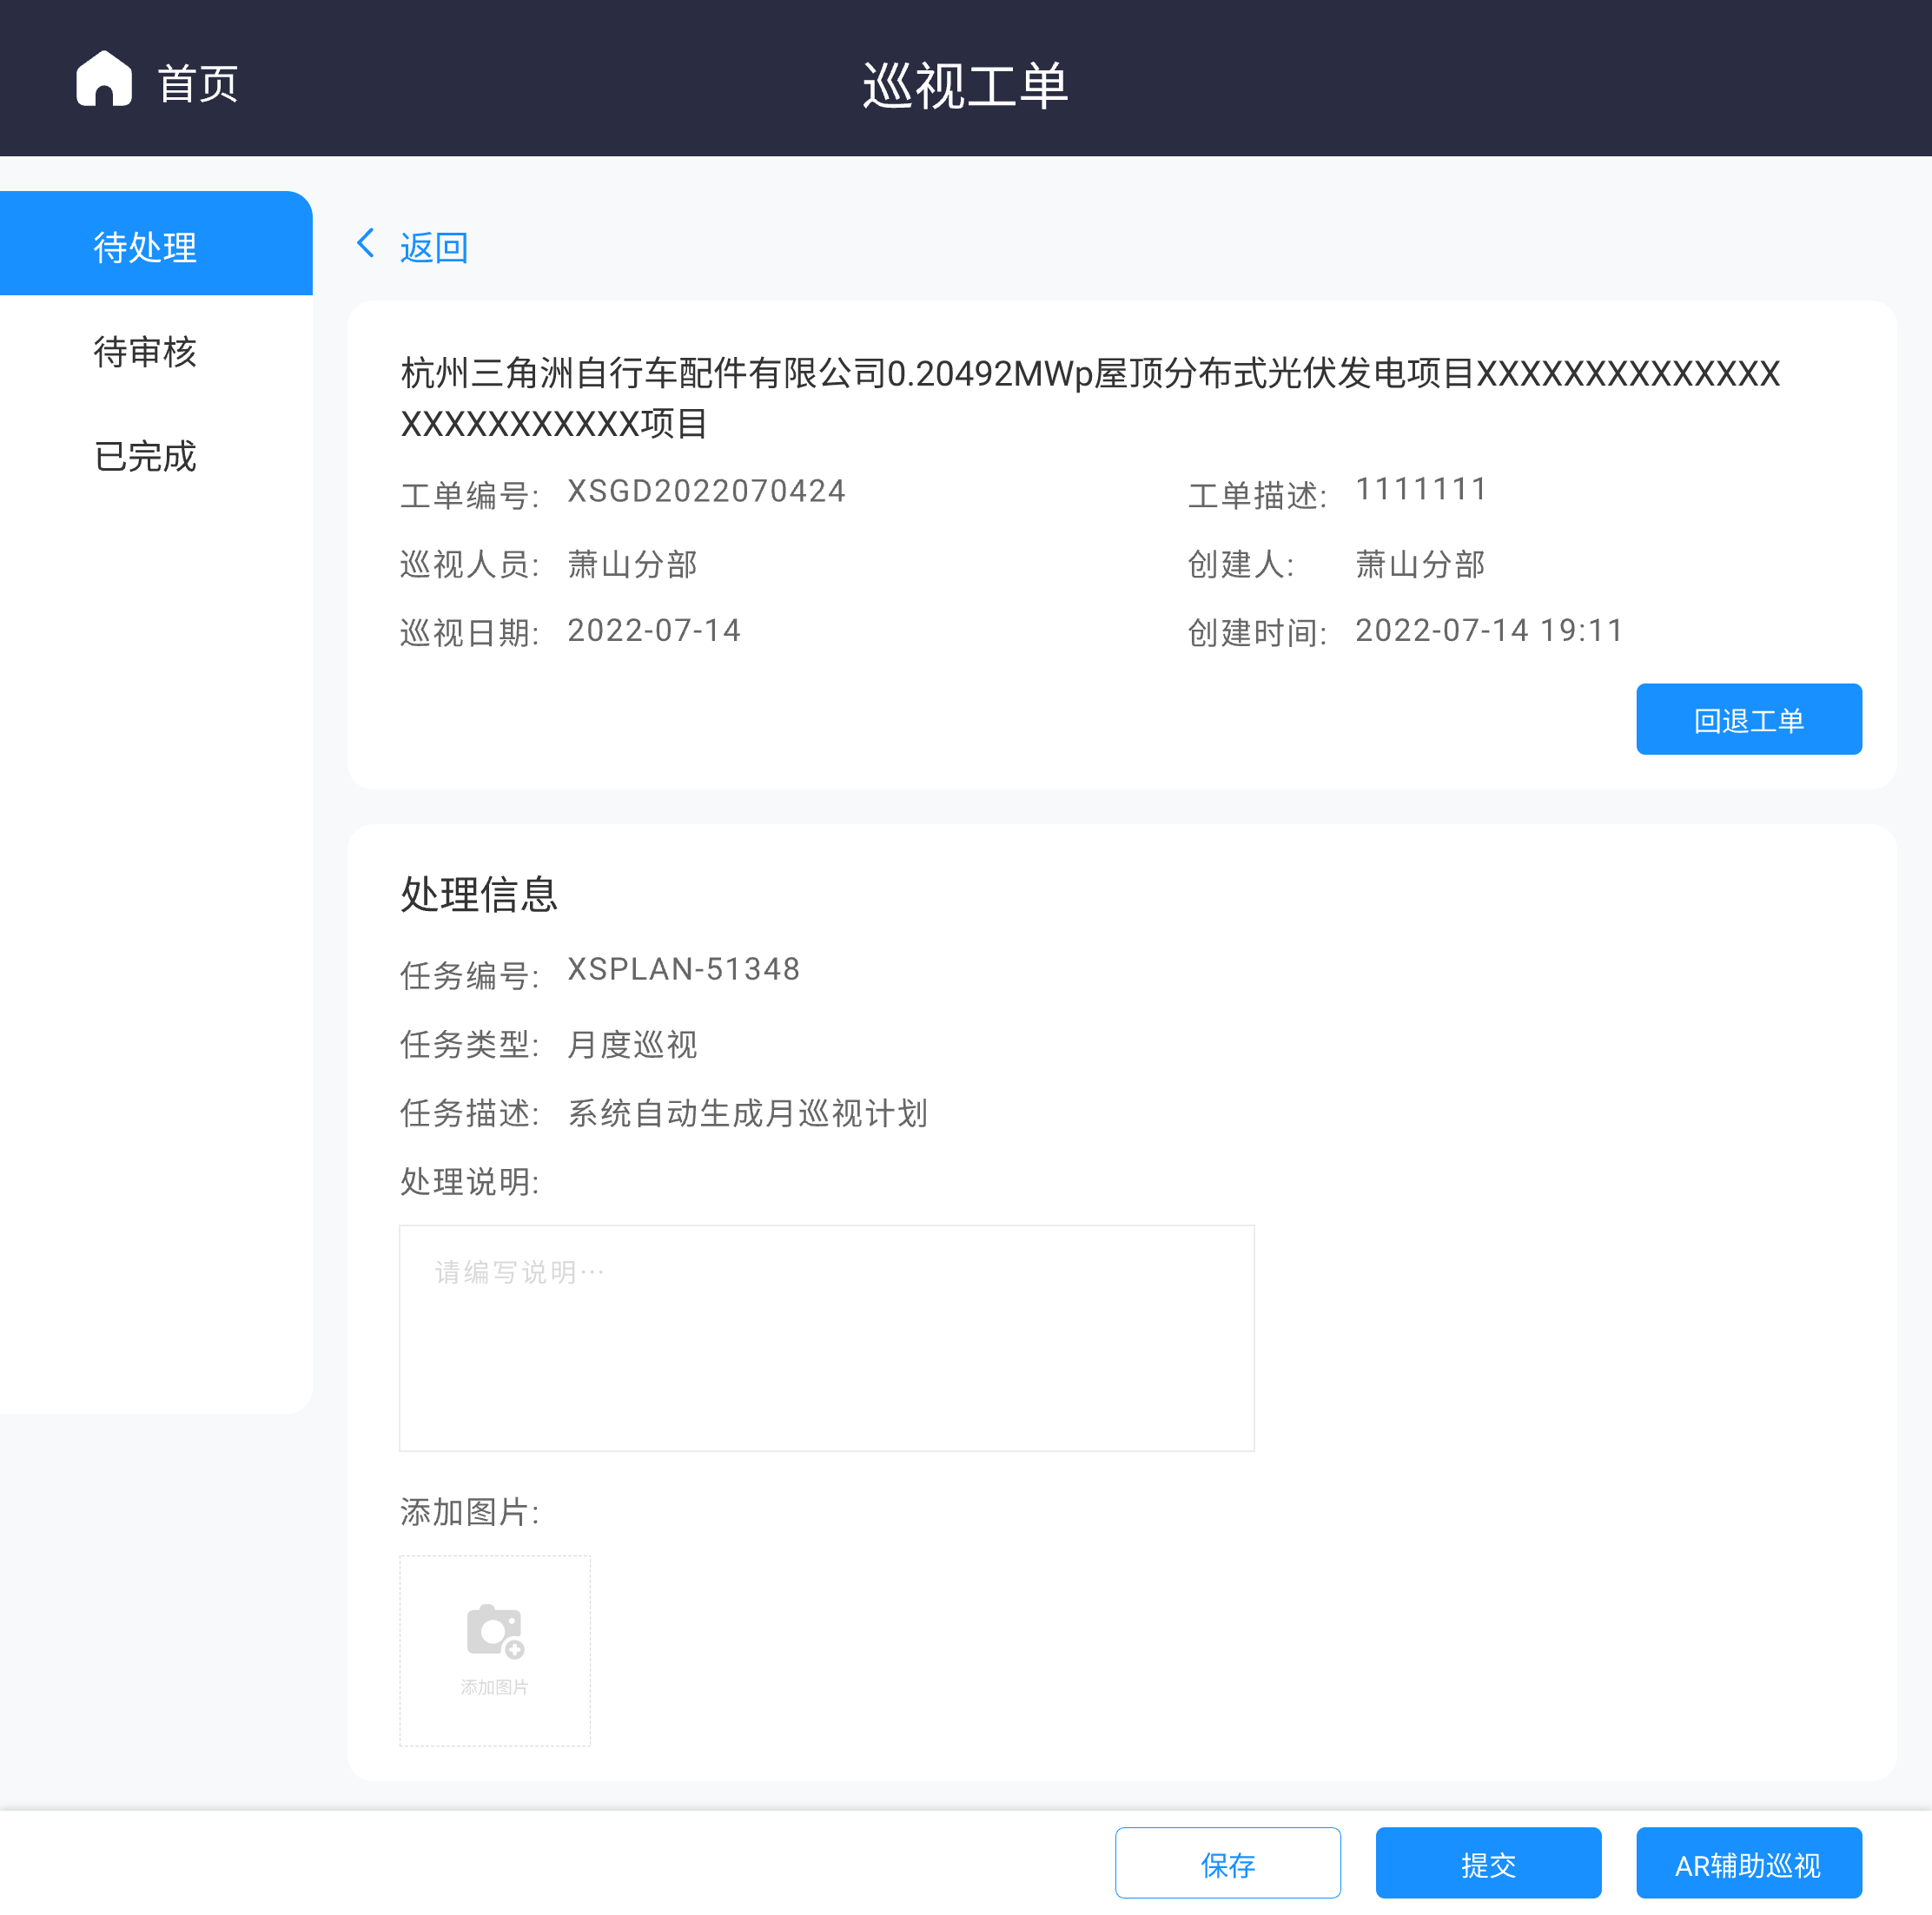 首页
巡视工单
待处理
待审核
已完成
返回
杭州三角洲自行车配件有限公司0.20492MWp屋顶分布式光伏发电项目XXXXXXXXXXXXXX
XXXXXXXXXXX项目
工单编号: XSGD2022070424
工单描述: 1111111
巡视人员: 萧山分部
创建人: 萧山分部
巡视日期: 2022-07-14
创建时间: 2022-07-14 19:11
回退工单
处理信息
任务编号: XSPLAN-51348
任务类型: 月度巡视
任务描述: 系统自动生成月巡视计划
处理说明:
请编写说明…
添加图片:
添加图片
保存
提交
AR辅助巡视